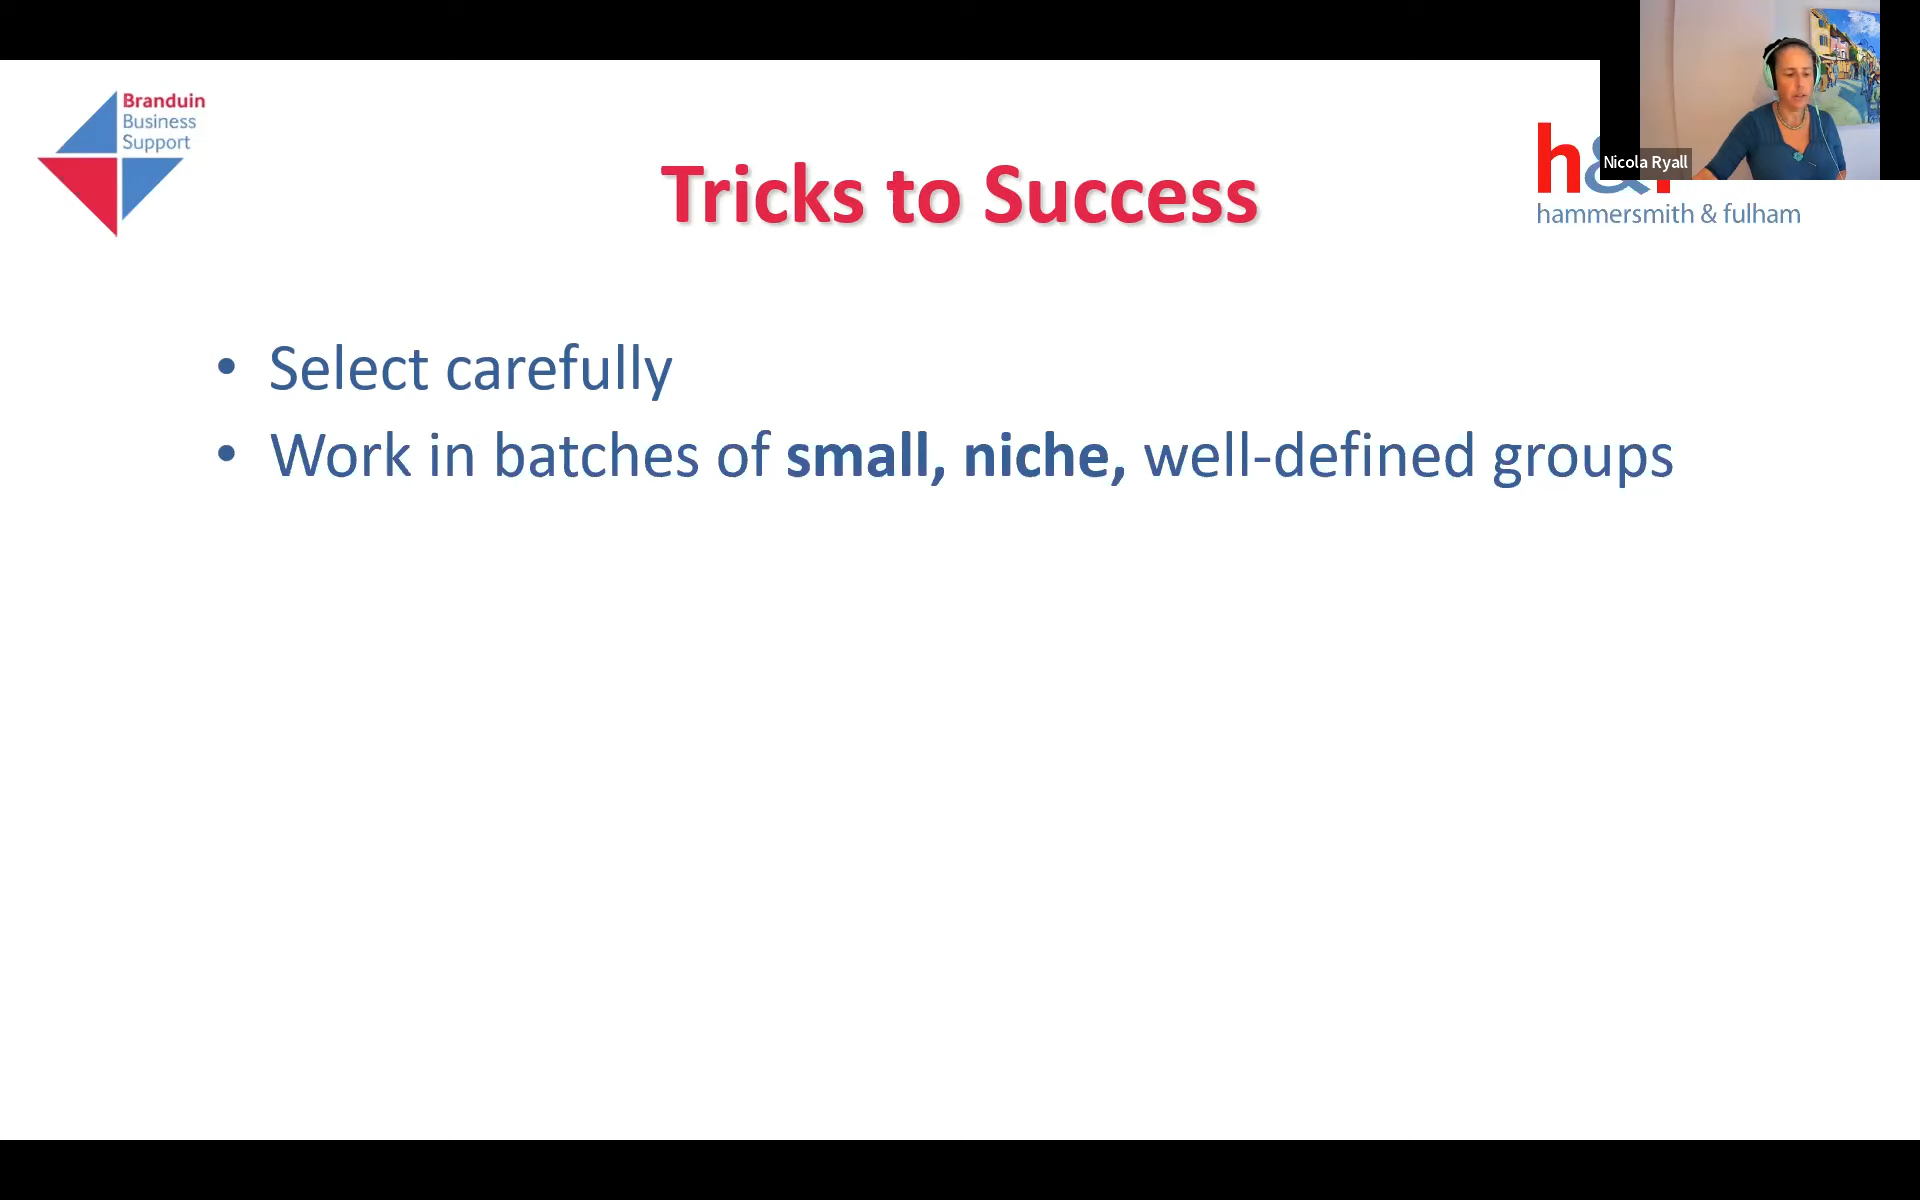 Branduin
Business
Support
Tricks to Success
h&f
Nicola Ryall
hammersmith & fulham
• Select carefully
• Work in batches of small, niche, well-defined groups